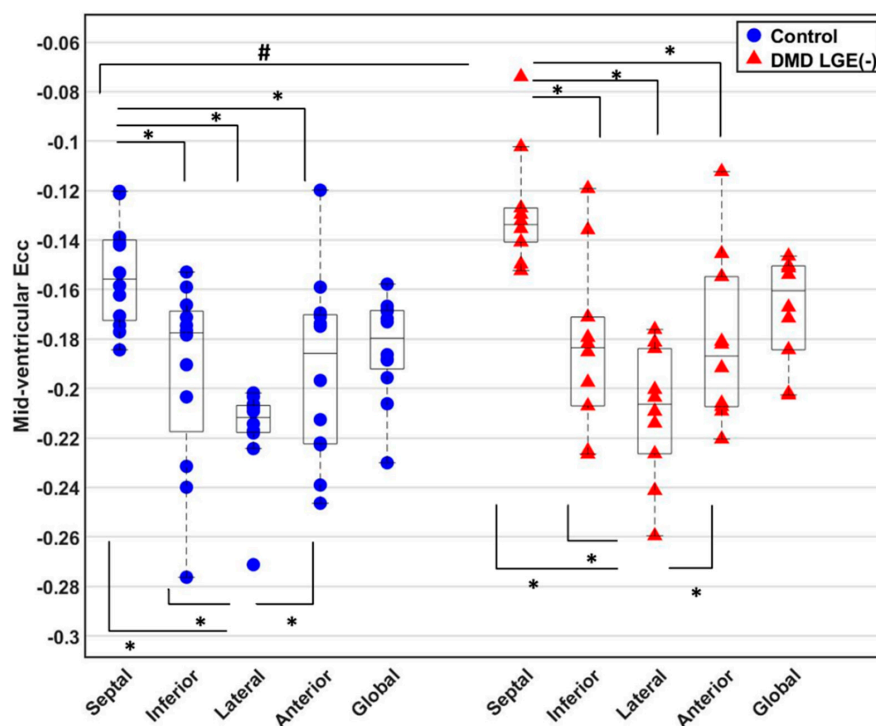 Control
DMD LGE(-)
Mid-ventricular Ecc
-0.06
-0.08
-0.1
-0.12
-0.14
-0.16
-0.18
-0.2
-0.22
-0.24
-0.26
-0.28
-0.3
#
*
*
*
*
*
*
*
*
*
*
*
*
Septal
Inferior
Lateral
Anterior
Global
Septal
Inferior
Lateral
Anterior
Global